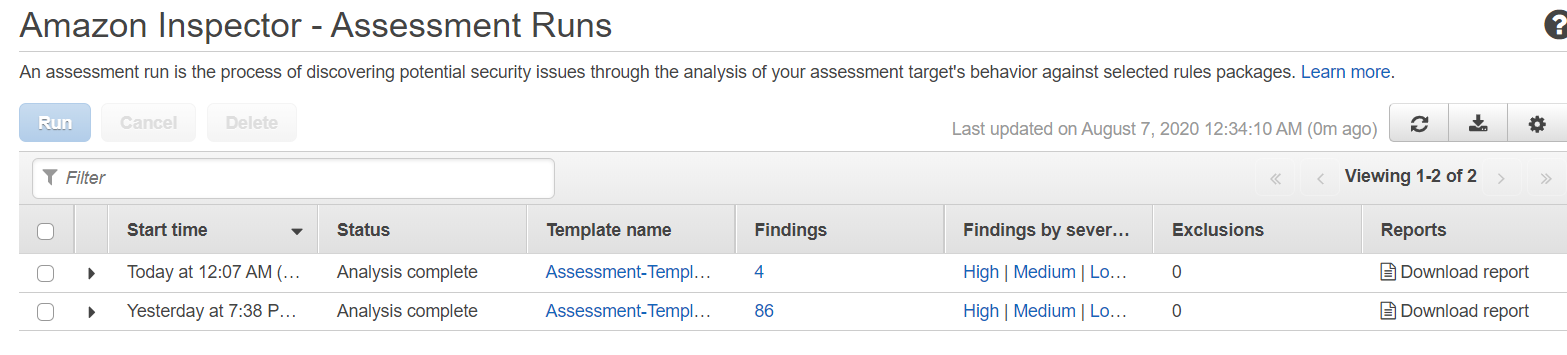 Amazon Inspector - Assessment Runs
?
An assessment run is the process of discovering potential security issues through the analysis of your assessment target's behavior against selected rules packages. Learn more.
Run Cancel Delete Last updated on August 7, 2020 12:34:10 AM (0m ago)
Filter « ‹ Viewing 1-2 of 2 › »
Start time Status Template name Findings Findings by sever… Exclusions Reports
Today at 12:07 AM (… Analysis complete Assessment-Templ… 4 High | Medium | Lo… 0 Download report
Yesterday at 7:38 P… Analysis complete Assessment-Templ… 86 High | Medium | Lo… 0 Download report